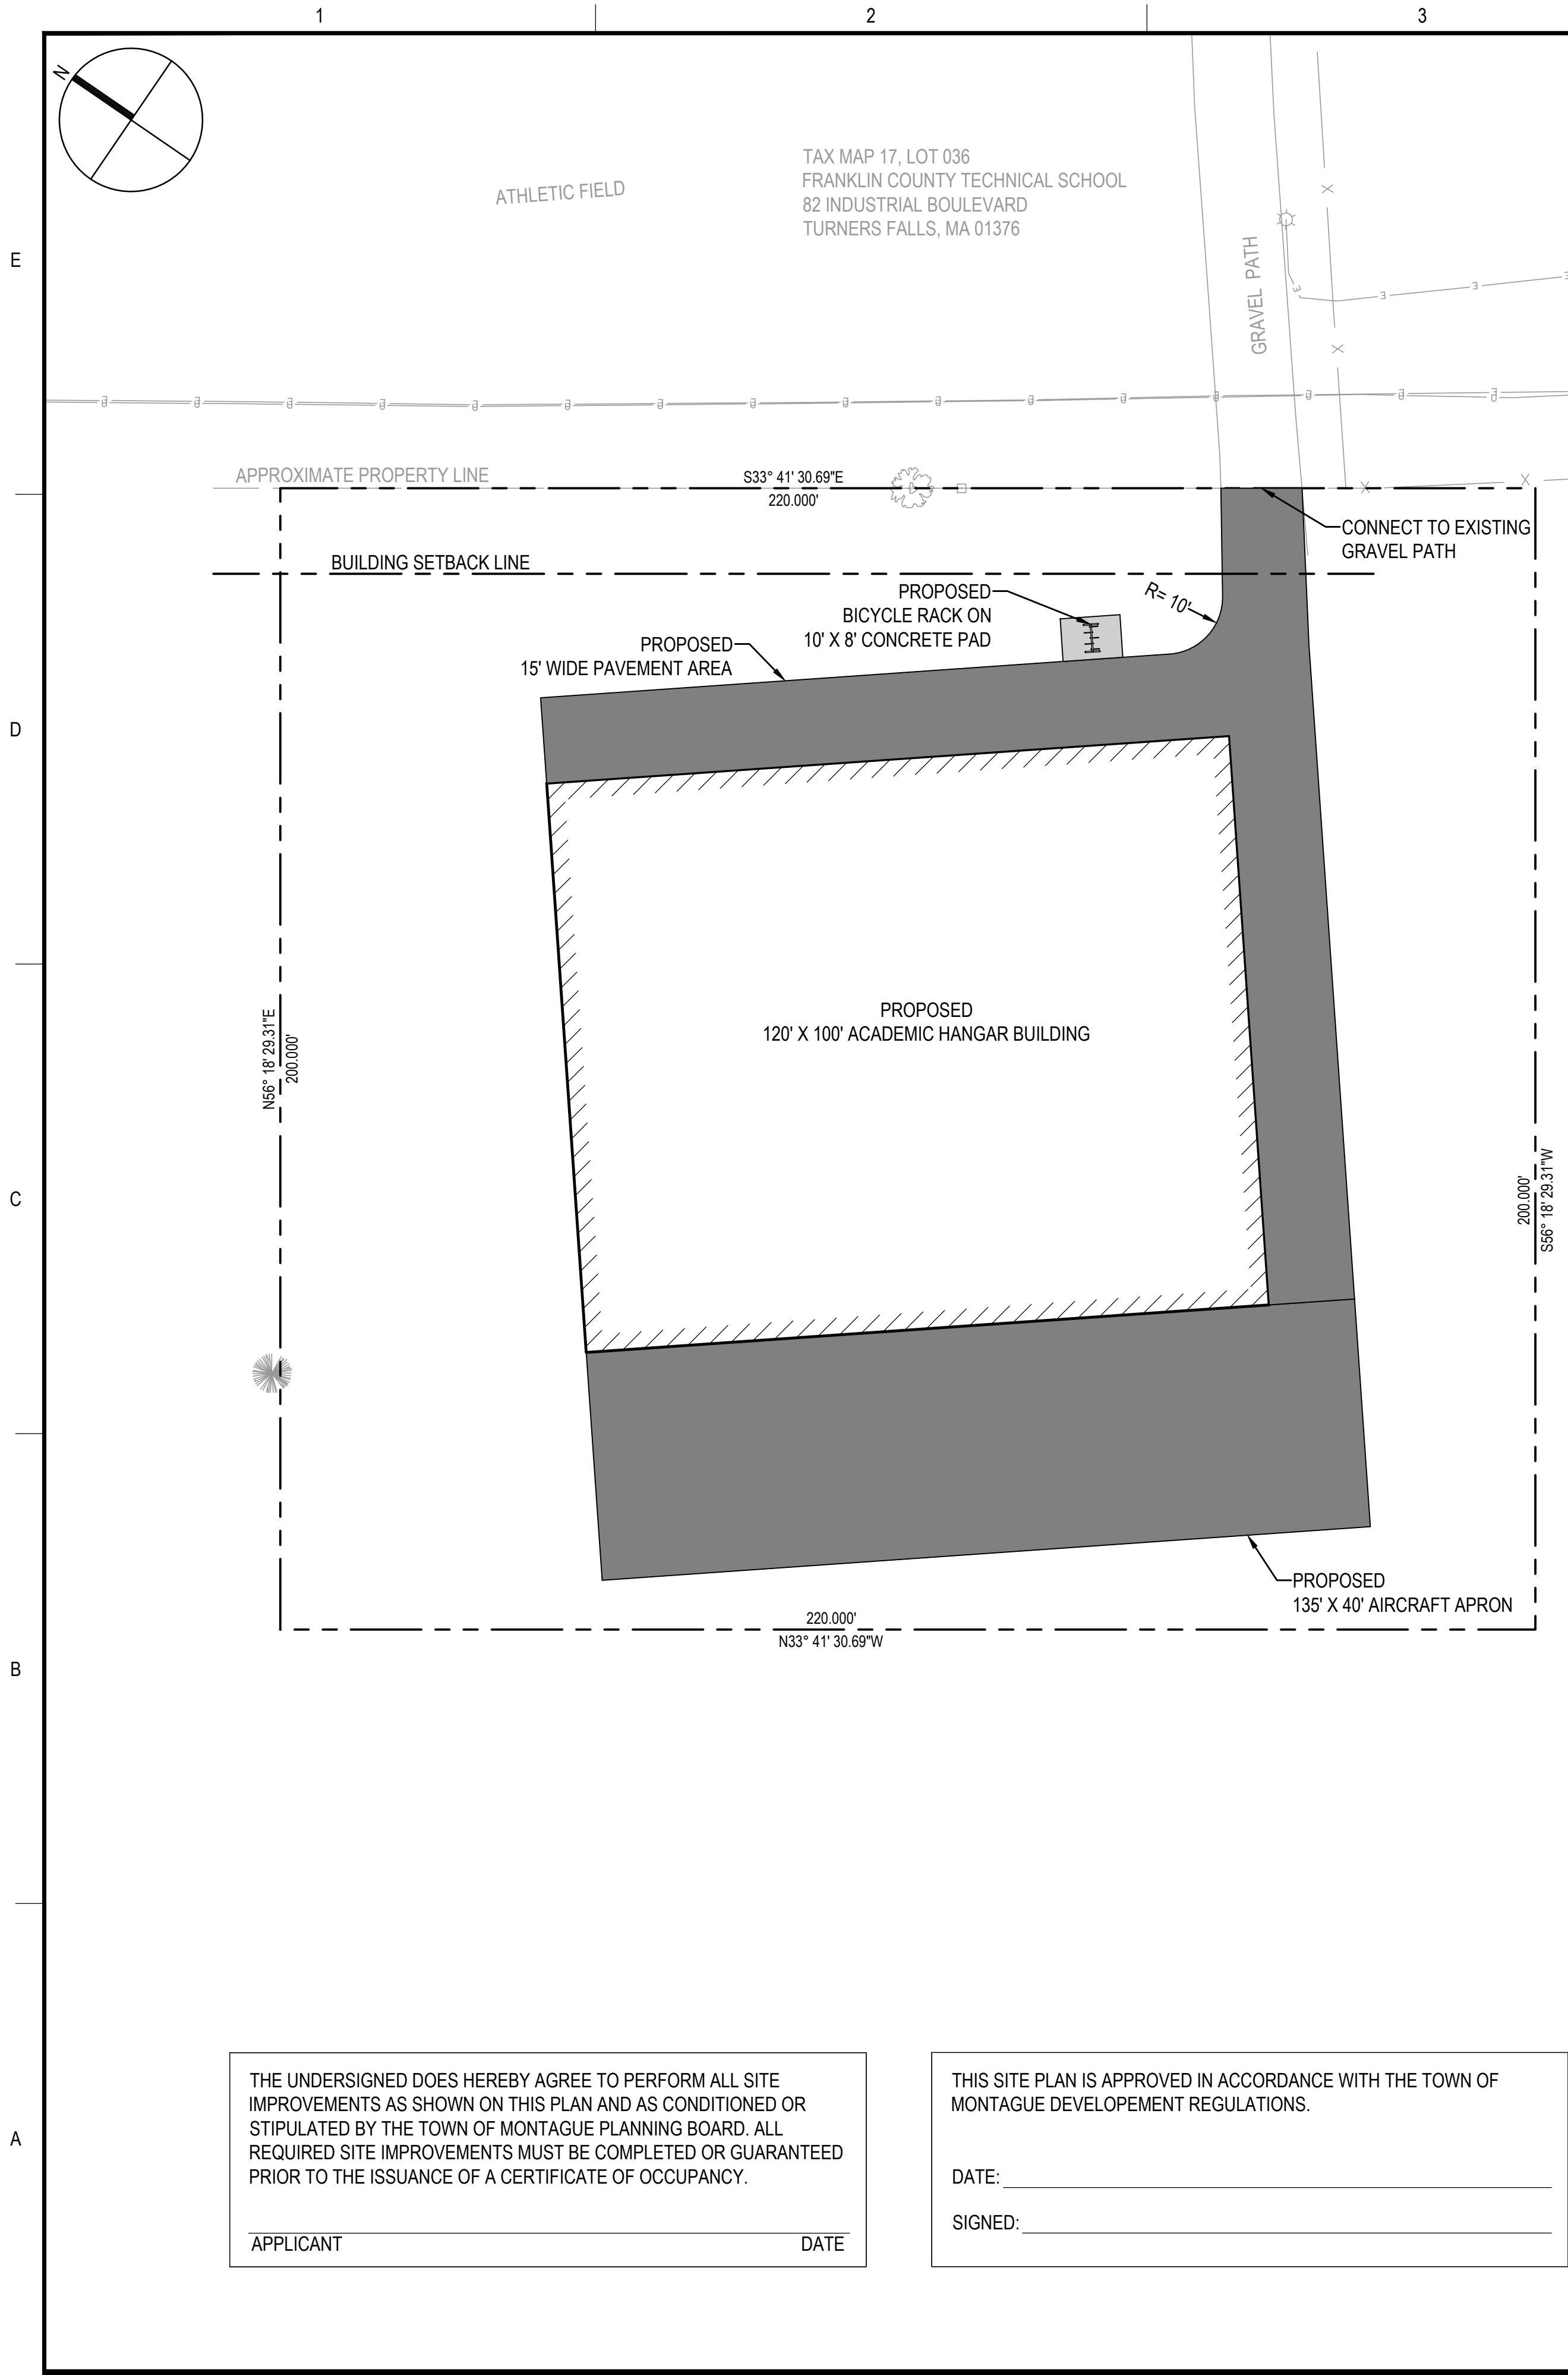 1
2
3
N
TAX MAP 17, LOT 036
FRANKLIN COUNTY TECHNICAL SCHOOL
82 INDUSTRIAL BOULEVARD
TURNERS FALLS, MA 01376
ATHLETIC FIELD
E
GRAVEL PATH
APPROXIMATE PROPERTY LINE
S33° 41' 30.69"E
220.000'
CONNECT TO EXISTING
GRAVEL PATH
BUILDING SETBACK LINE
R= 10'
PROPOSED
BICYCLE RACK ON
10' X 8' CONCRETE PAD
PROPOSED
15' WIDE PAVEMENT AREA
D
PROPOSED
120' X 100' ACADEMIC HANGAR BUILDING
N56° 18' 29.31"E
200.000'
C
200.000'
S56° 18' 29.31"W
PROPOSED
135' X 40' AIRCRAFT APRON
220.000'
N33° 41' 30.69"W
B
A
THE UNDERSIGNED DOES HEREBY AGREE TO PERFORM ALL SITE
IMPROVEMENTS AS SHOWN ON THIS PLAN AND AS CONDITIONED OR
STIPULATED BY THE TOWN OF MONTAGUE PLANNING BOARD. ALL
REQUIRED SITE IMPROVEMENTS MUST BE COMPLETED OR GUARANTEED
PRIOR TO THE ISSUANCE OF A CERTIFICATE OF OCCUPANCY.
APPLICANT DATE
THIS SITE PLAN IS APPROVED IN ACCORDANCE WITH THE TOWN OF
MONTAGUE DEVELOPEMENT REGULATIONS.
DATE:
SIGNED: